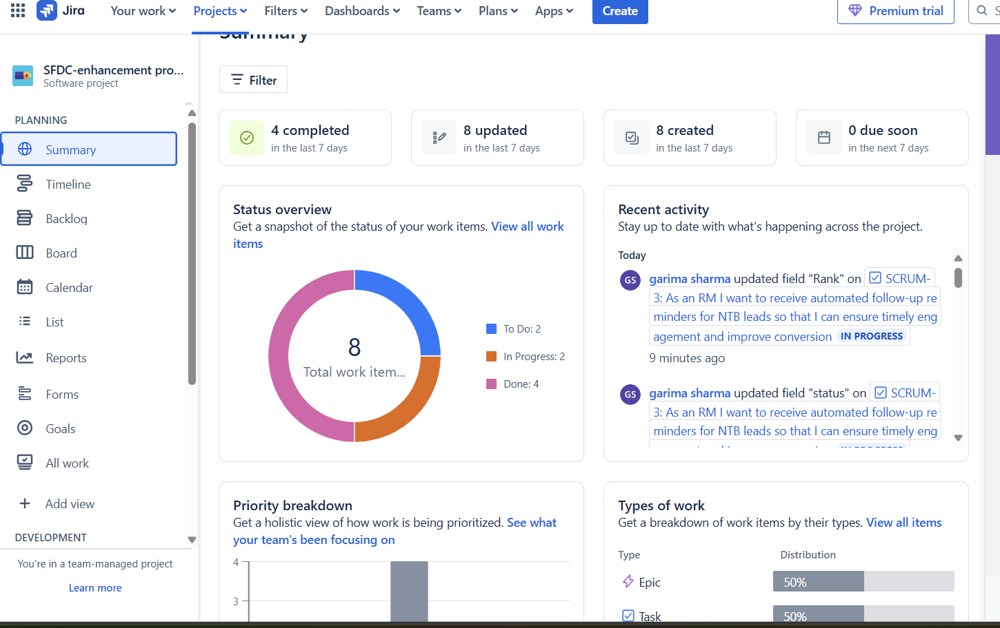 Jira
Your work
Projects
Filters
Dashboards
Teams
Plans
Apps
Create
Premium trial
SFDC-enhancement pro...
Software project
PLANNING
Summary
Timeline
Backlog
Board
Calendar
List
Reports
Forms
Goals
All work
Add view
DEVELOPMENT
You're in a team-managed project
Learn more
Summary
Filter
4 completed
in the last 7 days
8 updated
in the last 7 days
8 created
in the last 7 days
0 due soon
in the next 7 days
Status overview
Get a snapshot of the status of your work items. View all work
items
8
Total work item...
To Do: 2
In Progress: 2
Done: 4
Recent activity
Stay up to date with what's happening across the project.
Today
GS
garima sharma updated field "Rank" on SCRUM-
3: As an RM I want to receive automated follow-up re
minders for NTB leads so that I can ensure timely eng
agement and improve conversion IN PROGRESS
9 minutes ago
GS
garima sharma updated field "status" on SCRUM-
3: As an RM I want to receive automated follow-up re
minders for NTB leads so that I can ensure timely eng
Priority breakdown
Get a holistic view of how work is being prioritized. See what
your team's been focusing on
4
3
Types of work
Get a breakdown of work items by their types. View all items
Type
Distribution
Epic
50%
Task
50%